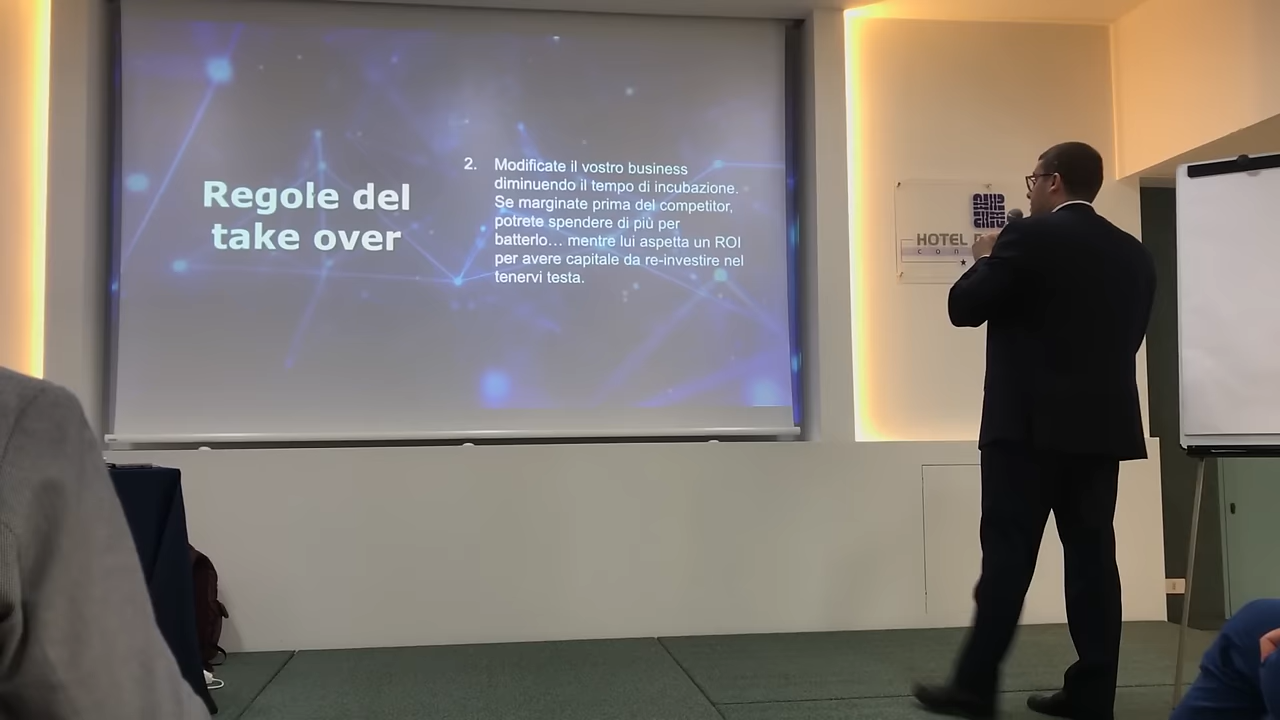 Regole del
take over
2. Modificate il vostro business
diminuendo il tempo di incubazione.
Se marginate prima del competitor,
potrete spendere di più per
batterlo... mentre lui aspetta un ROI
per avere capitale da re-investire nel
tenervi testa.
HOTEL